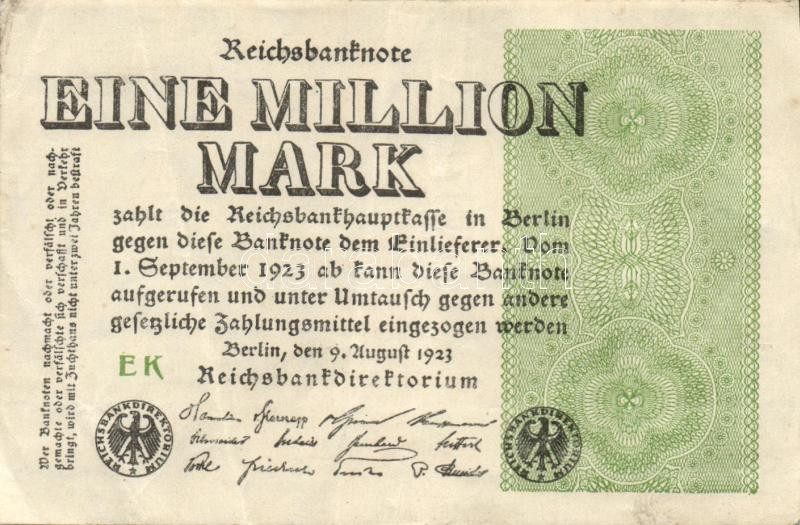 Reichsbanknote
EINE MILLION
MARK
zahlt die Reichsbankhauptkasse in Berlin
gegen diese Banknote dem Einlieferer. Vom
1. September 1923 ab kann diese Banknote
aufgerufen und unter Umtausch gegen andere
gesetzliche Zahlungsmittel eingezogen werden
Berlin, den 9. August 1923
Reichsbankdirektorium
EK
Wer Banknoten nachmacht oder verfälscht oder nach-
gemachte oder verfälschte sich verschafft und in Verkehr
bringt, wird mit Zuchthaus nicht unter zwei Jahren bestraft
REICHSBANKDIREKTORIUM
REICHSBANKDIREKTORIUM